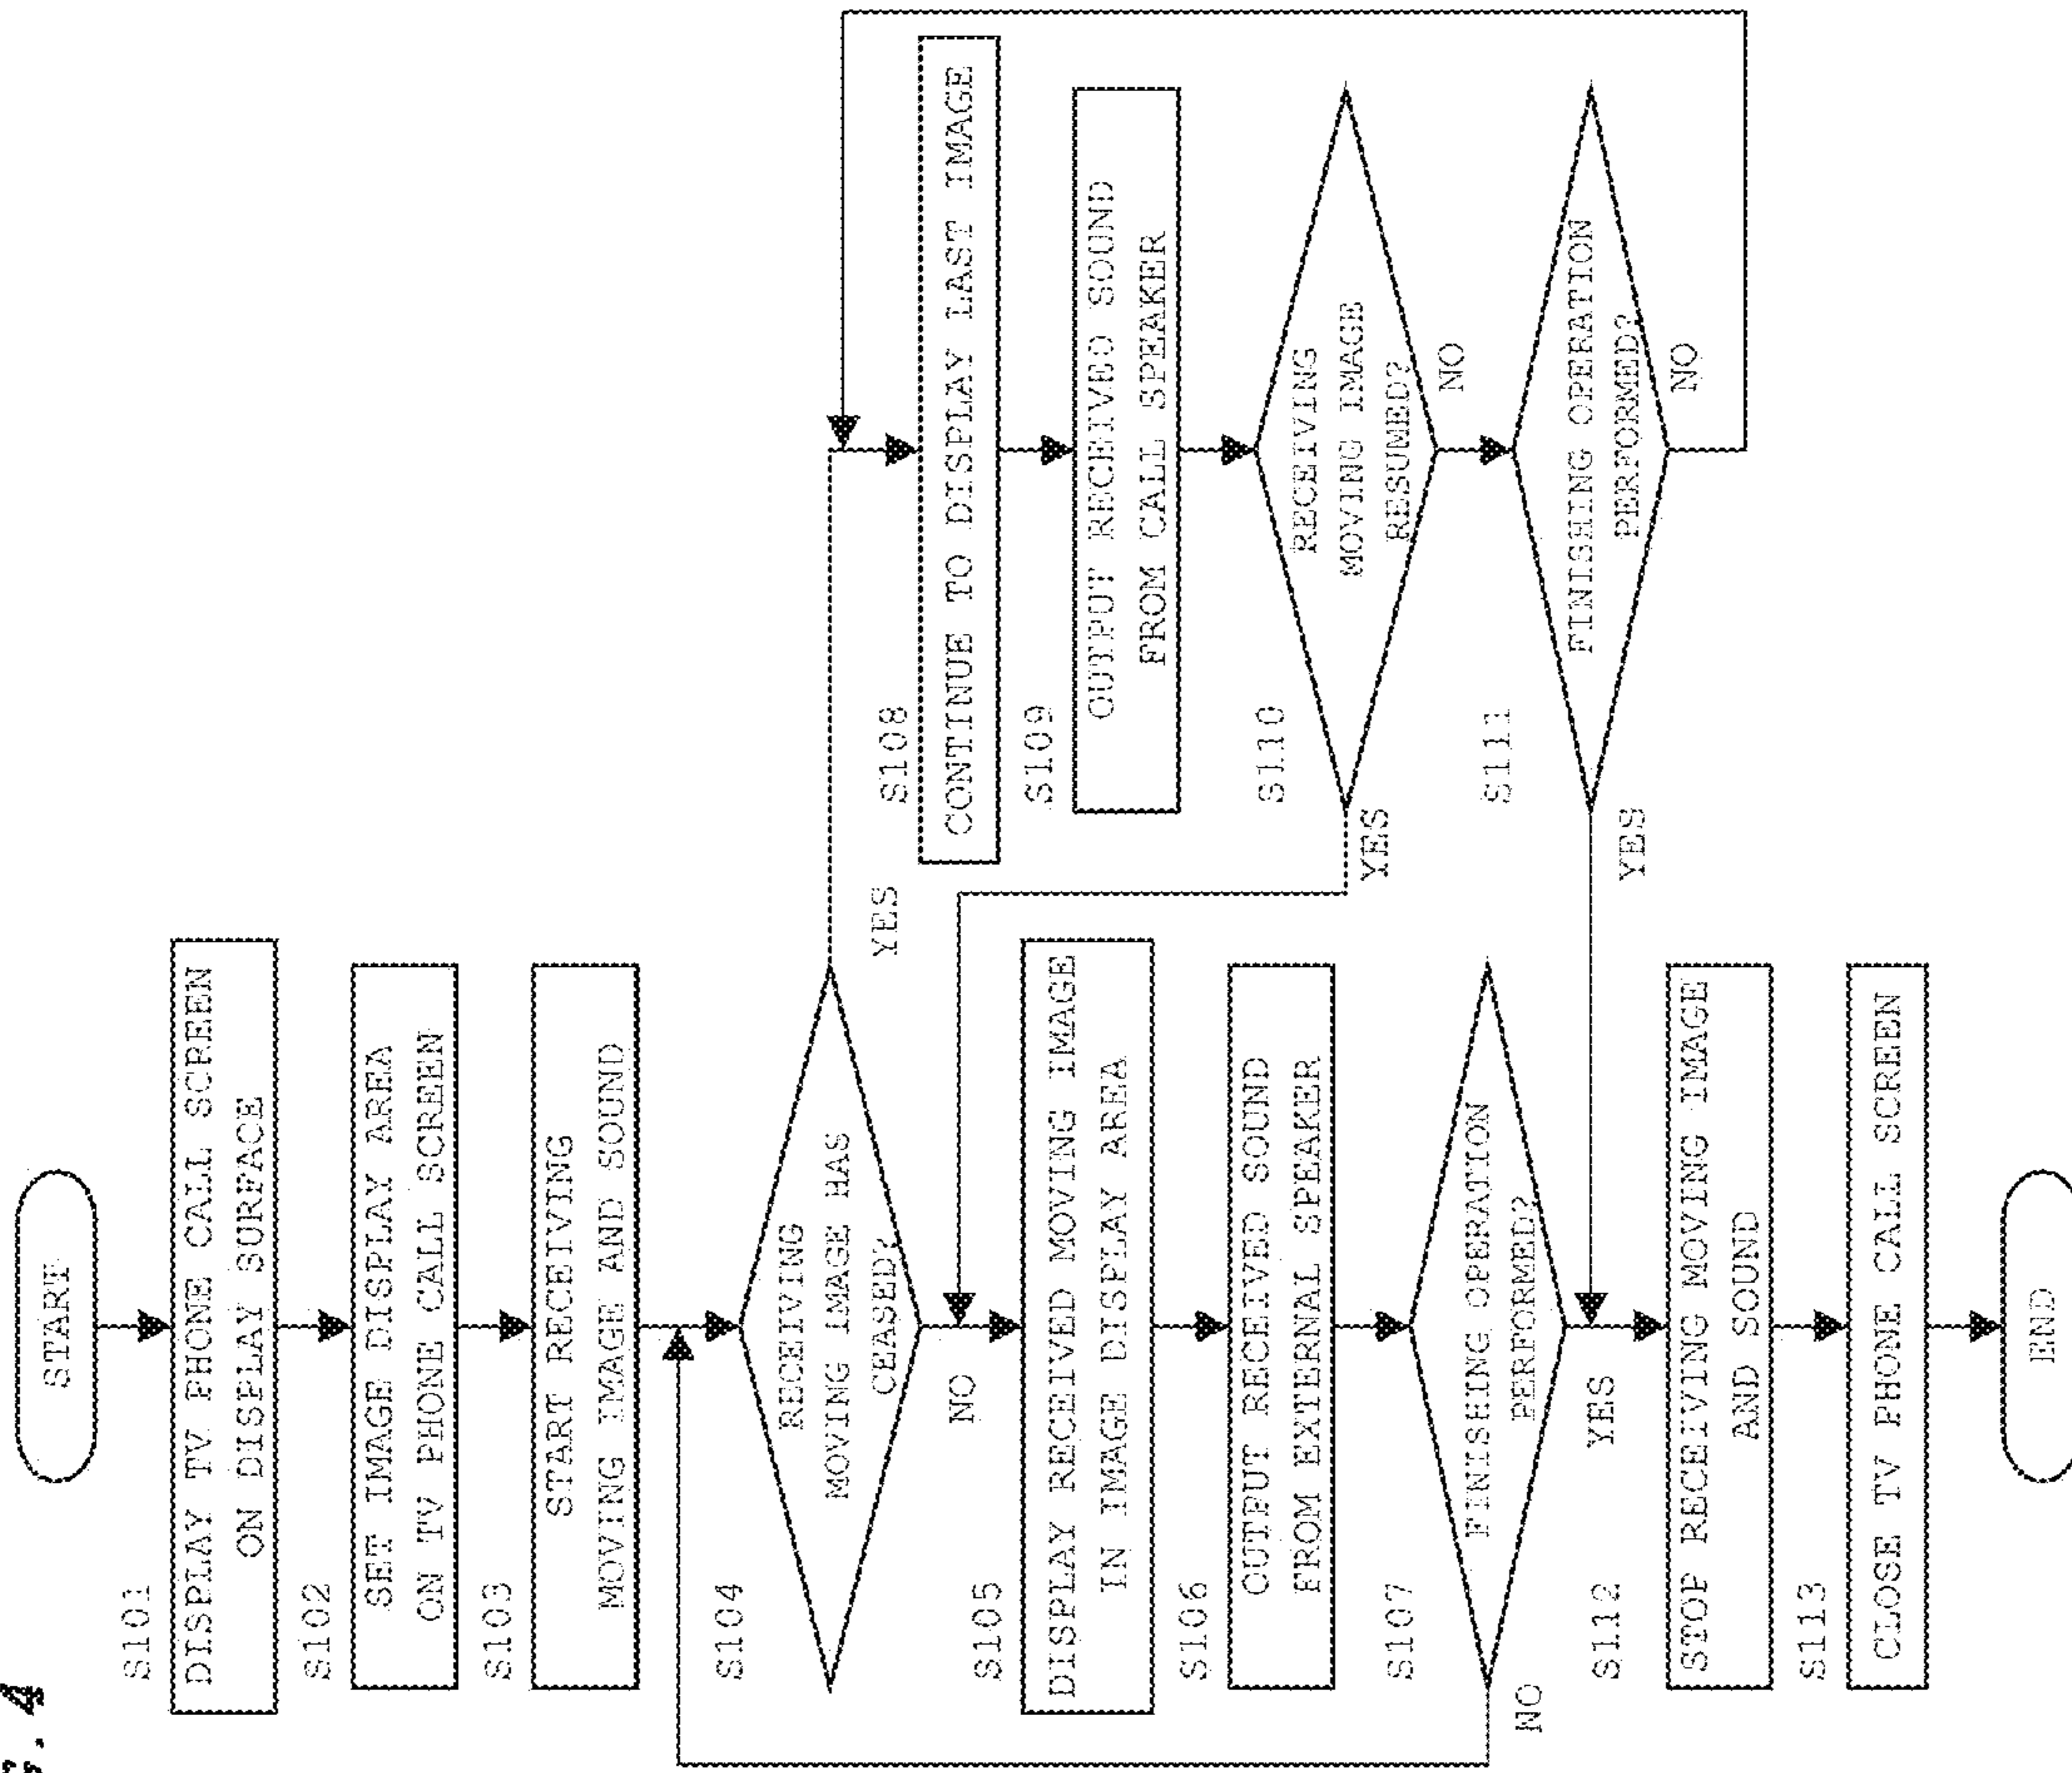 . 4
START
S101
DISPLAY TV PHONE CALL SCREEN
ON DISPLAY SURFACE
S102
SET IMAGE DISPLAY AREA
ON TV PHONE CALL SCREEN
S103
START RECEIVING
MOVING IMAGE AND SOUND
S104
RECEIVING
MOVING IMAGE HAS
CEASED?
YES
NO
S105
DISPLAY RECEIVED MOVING IMAGE
IN IMAGE DISPLAY AREA
S106
OUTPUT RECEIVED SOUND
FROM EXTERNAL SPEAKER
S107
FINISHING OPERATION
PERFORMED?
NO
YES
S108
CONTINUE TO DISPLAY LAST IMAGE
S109
OUTPUT RECEIVED SOUND
FROM CALL SPEAKER
S110
RECEIVING
MOVING IMAGE
RESUMED?
YES
NO
S111
FINISHING OPERATION
PERFORMED?
YES
NO
S112
STOP RECEIVING MOVING IMAGE
AND SOUND
S113
CLOSE TV PHONE CALL SCREEN
END